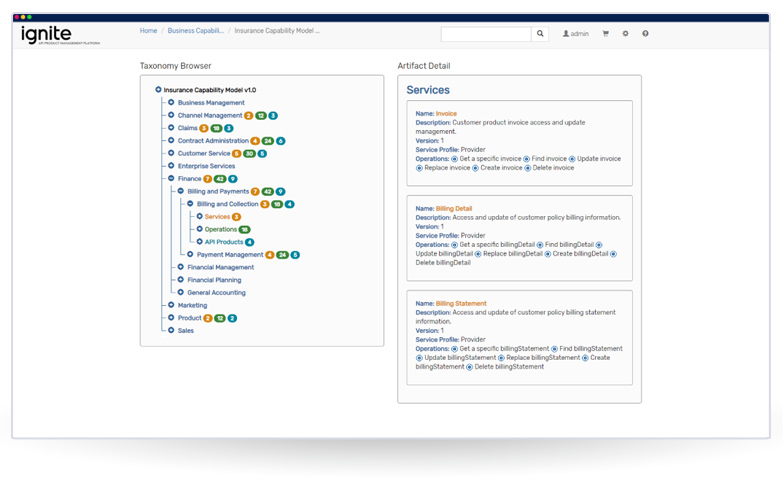 ignite
API PRODUCT MANAGEMENT PLATFORM
Home / Business Capabili... / Insurance Capability Model ...
admin
Taxonomy Browser
Insurance Capability Model v1.0
Business Management
Channel Management 2 12 3
Claims 5 18 3
Contract Administration 4 24 6
Customer Service 5 30 5
Enterprise Services
Finance 7 42 9
Billing and Payments 7 42 9
Billing and Collection 3 18 4
Services 3
Operations 18
API Products 4
Payment Management 4 24 5
Financial Management
Financial Planning
General Accounting
Marketing
Product 2 12 2
Sales
Artifact Detail
Services
Name: Invoice
Description: Customer product invoice access and update
management.
Version: 1
Service Profile: Provider
Operations: Get a specific invoice Find invoice Update invoice
Replace invoice Create invoice Delete invoice
Name: Billing Detail
Description: Access and update of customer policy billing information.
Version: 1
Service Profile: Provider
Operations: Get a specific billingDetail Find billingDetail
Update billingDetail Replace billingDetail Create billingDetail
Delete billingDetail
Name: Billing Statement
Description: Access and update of customer policy billing statement
information.
Version: 1
Service Profile: Provider
Operations: Get a specific billingStatement Find billingStatement
Update billingStatement Replace billingStatement Create
billingStatement Delete billingStatement